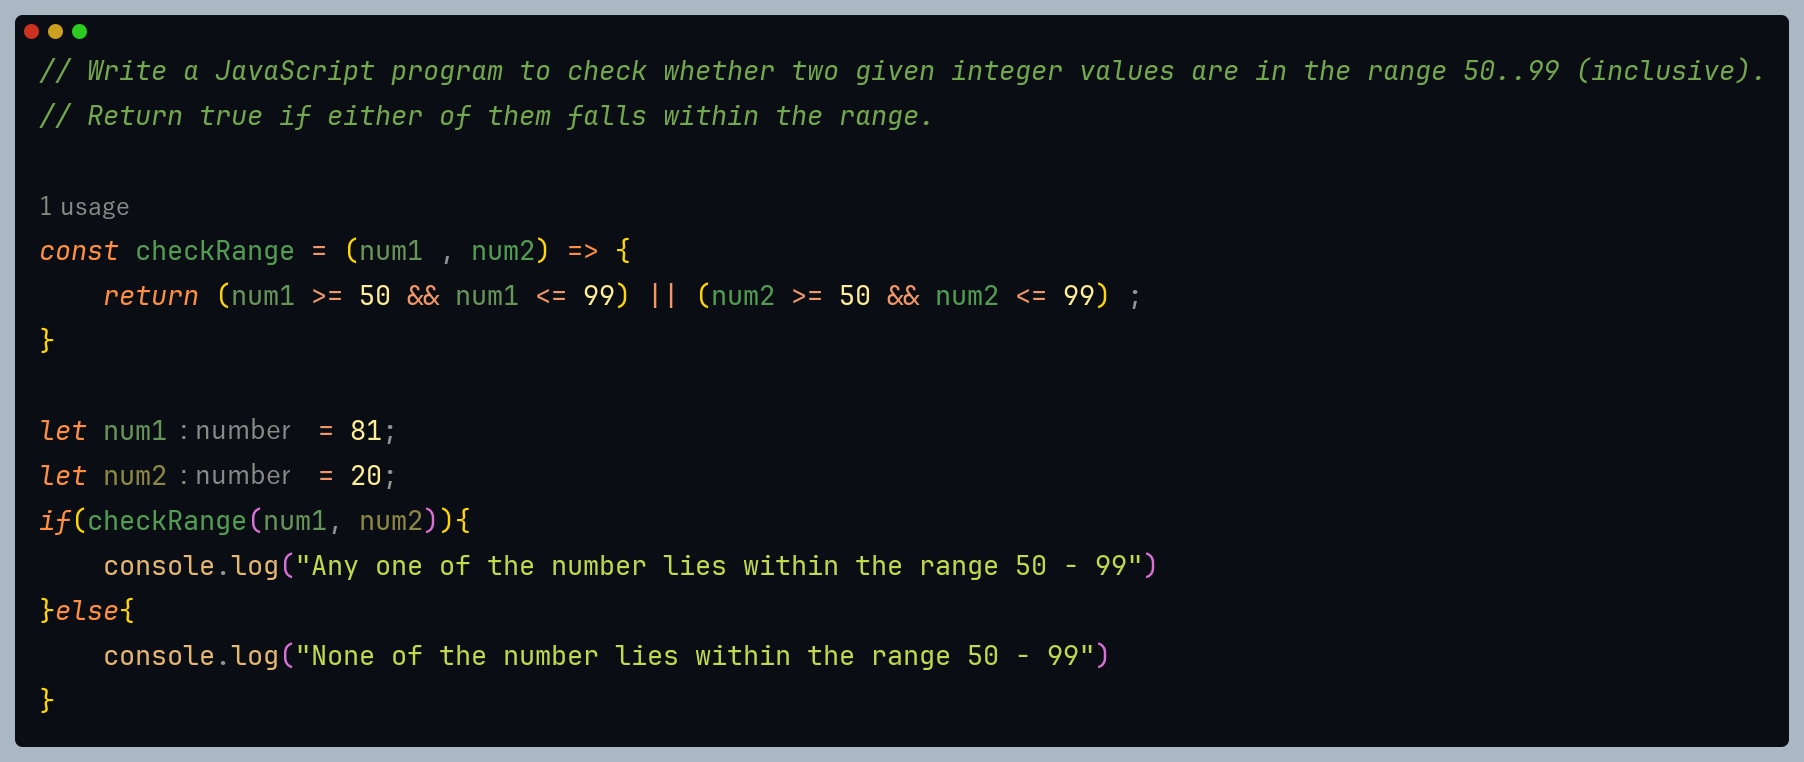 // Write a JavaScript program to check whether two given integer values are in the range 50..99 (inclusive).
// Return true if either of them falls within the range.
1 usage
const checkRange = (num1 , num2) => {
    return (num1 >= 50 && num1 <= 99) || (num2 >= 50 && num2 <= 99) ;
}
let num1 : number = 81;
let num2 : number = 20;
if(checkRange(num1, num2)){
    console.log("Any one of the number lies within the range 50 - 99")
}else{
    console.log("None of the number lies within the range 50 - 99")
}